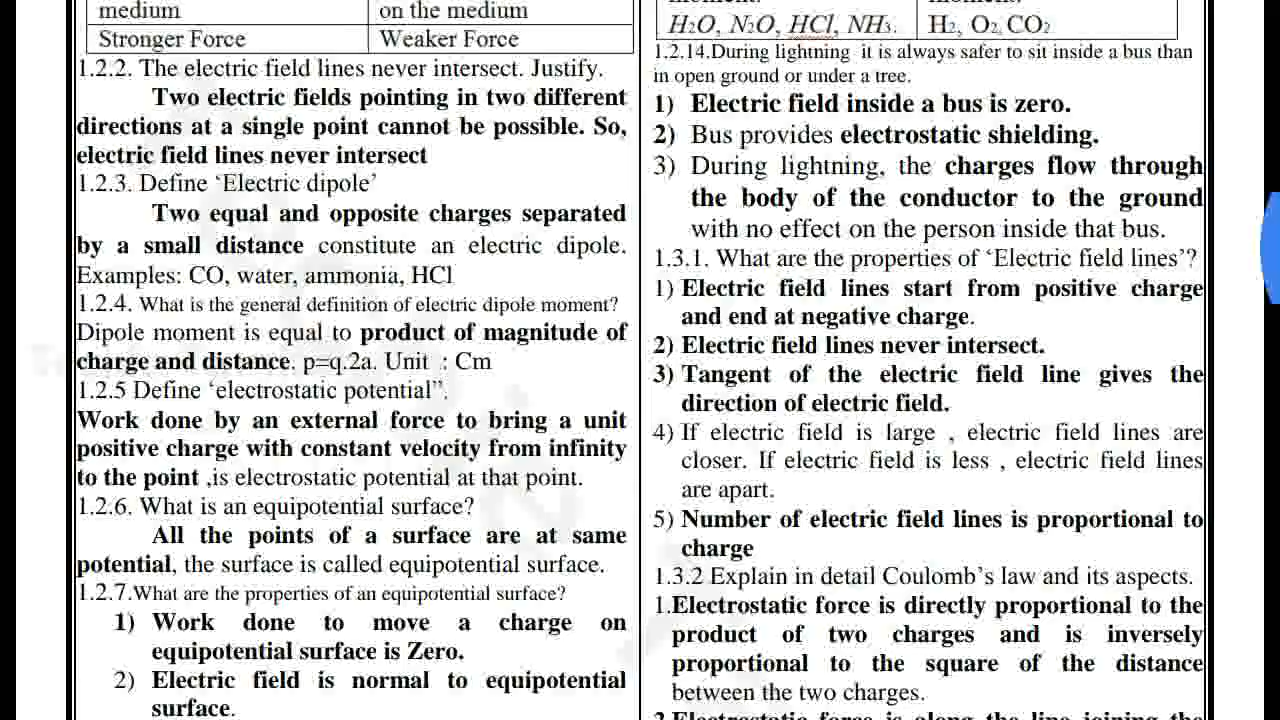 medium
on the medium
Stronger Force
Weaker Force
1.2.2. The electric field lines never intersect. Justify.
Two electric fields pointing in two different
directions at a single point cannot be possible. So,
electric field lines never intersect
1.2.3. Define ‘Electric dipole’
Two equal and opposite charges separated
by a small distance constitute an electric dipole.
Examples: CO, water, ammonia, HCl
1.2.4. What is the general definition of electric dipole moment?
Dipole moment is equal to product of magnitude of
charge and distance. p=q.2a. Unit : Cm
1.2.5 Define ‘electrostatic potential”.
Work done by an external force to bring a unit
positive charge with constant velocity from infinity
to the point ,is electrostatic potential at that point.
1.2.6. What is an equipotential surface?
All the points of a surface are at same
potential, the surface is called equipotential surface.
1.2.7.What are the properties of an equipotential surface?
1) Work done to move a charge on
equipotential surface is Zero.
2) Electric field is normal to equipotential
surface.
H2O, N2O, HCl, NH3.
H2, O2, CO2
1.2.14.During lightning it is always safer to sit inside a bus than
in open ground or under a tree.
1) Electric field inside a bus is zero.
2) Bus provides electrostatic shielding.
3) During lightning, the charges flow through
the body of the conductor to the ground
with no effect on the person inside that bus.
1.3.1. What are the properties of ‘Electric field lines’?
1) Electric field lines start from positive charge
and end at negative charge.
2) Electric field lines never intersect.
3) Tangent of the electric field line gives the
direction of electric field.
4) If electric field is large , electric field lines are
closer. If electric field is less , electric field lines
are apart.
5) Number of electric field lines is proportional to
charge
1.3.2 Explain in detail Coulomb’s law and its aspects.
1.Electrostatic force is directly proportional to the
product of two charges and is inversely
proportional to the square of the distance
between the two charges.
2.Electrostatic force is along the line joining the